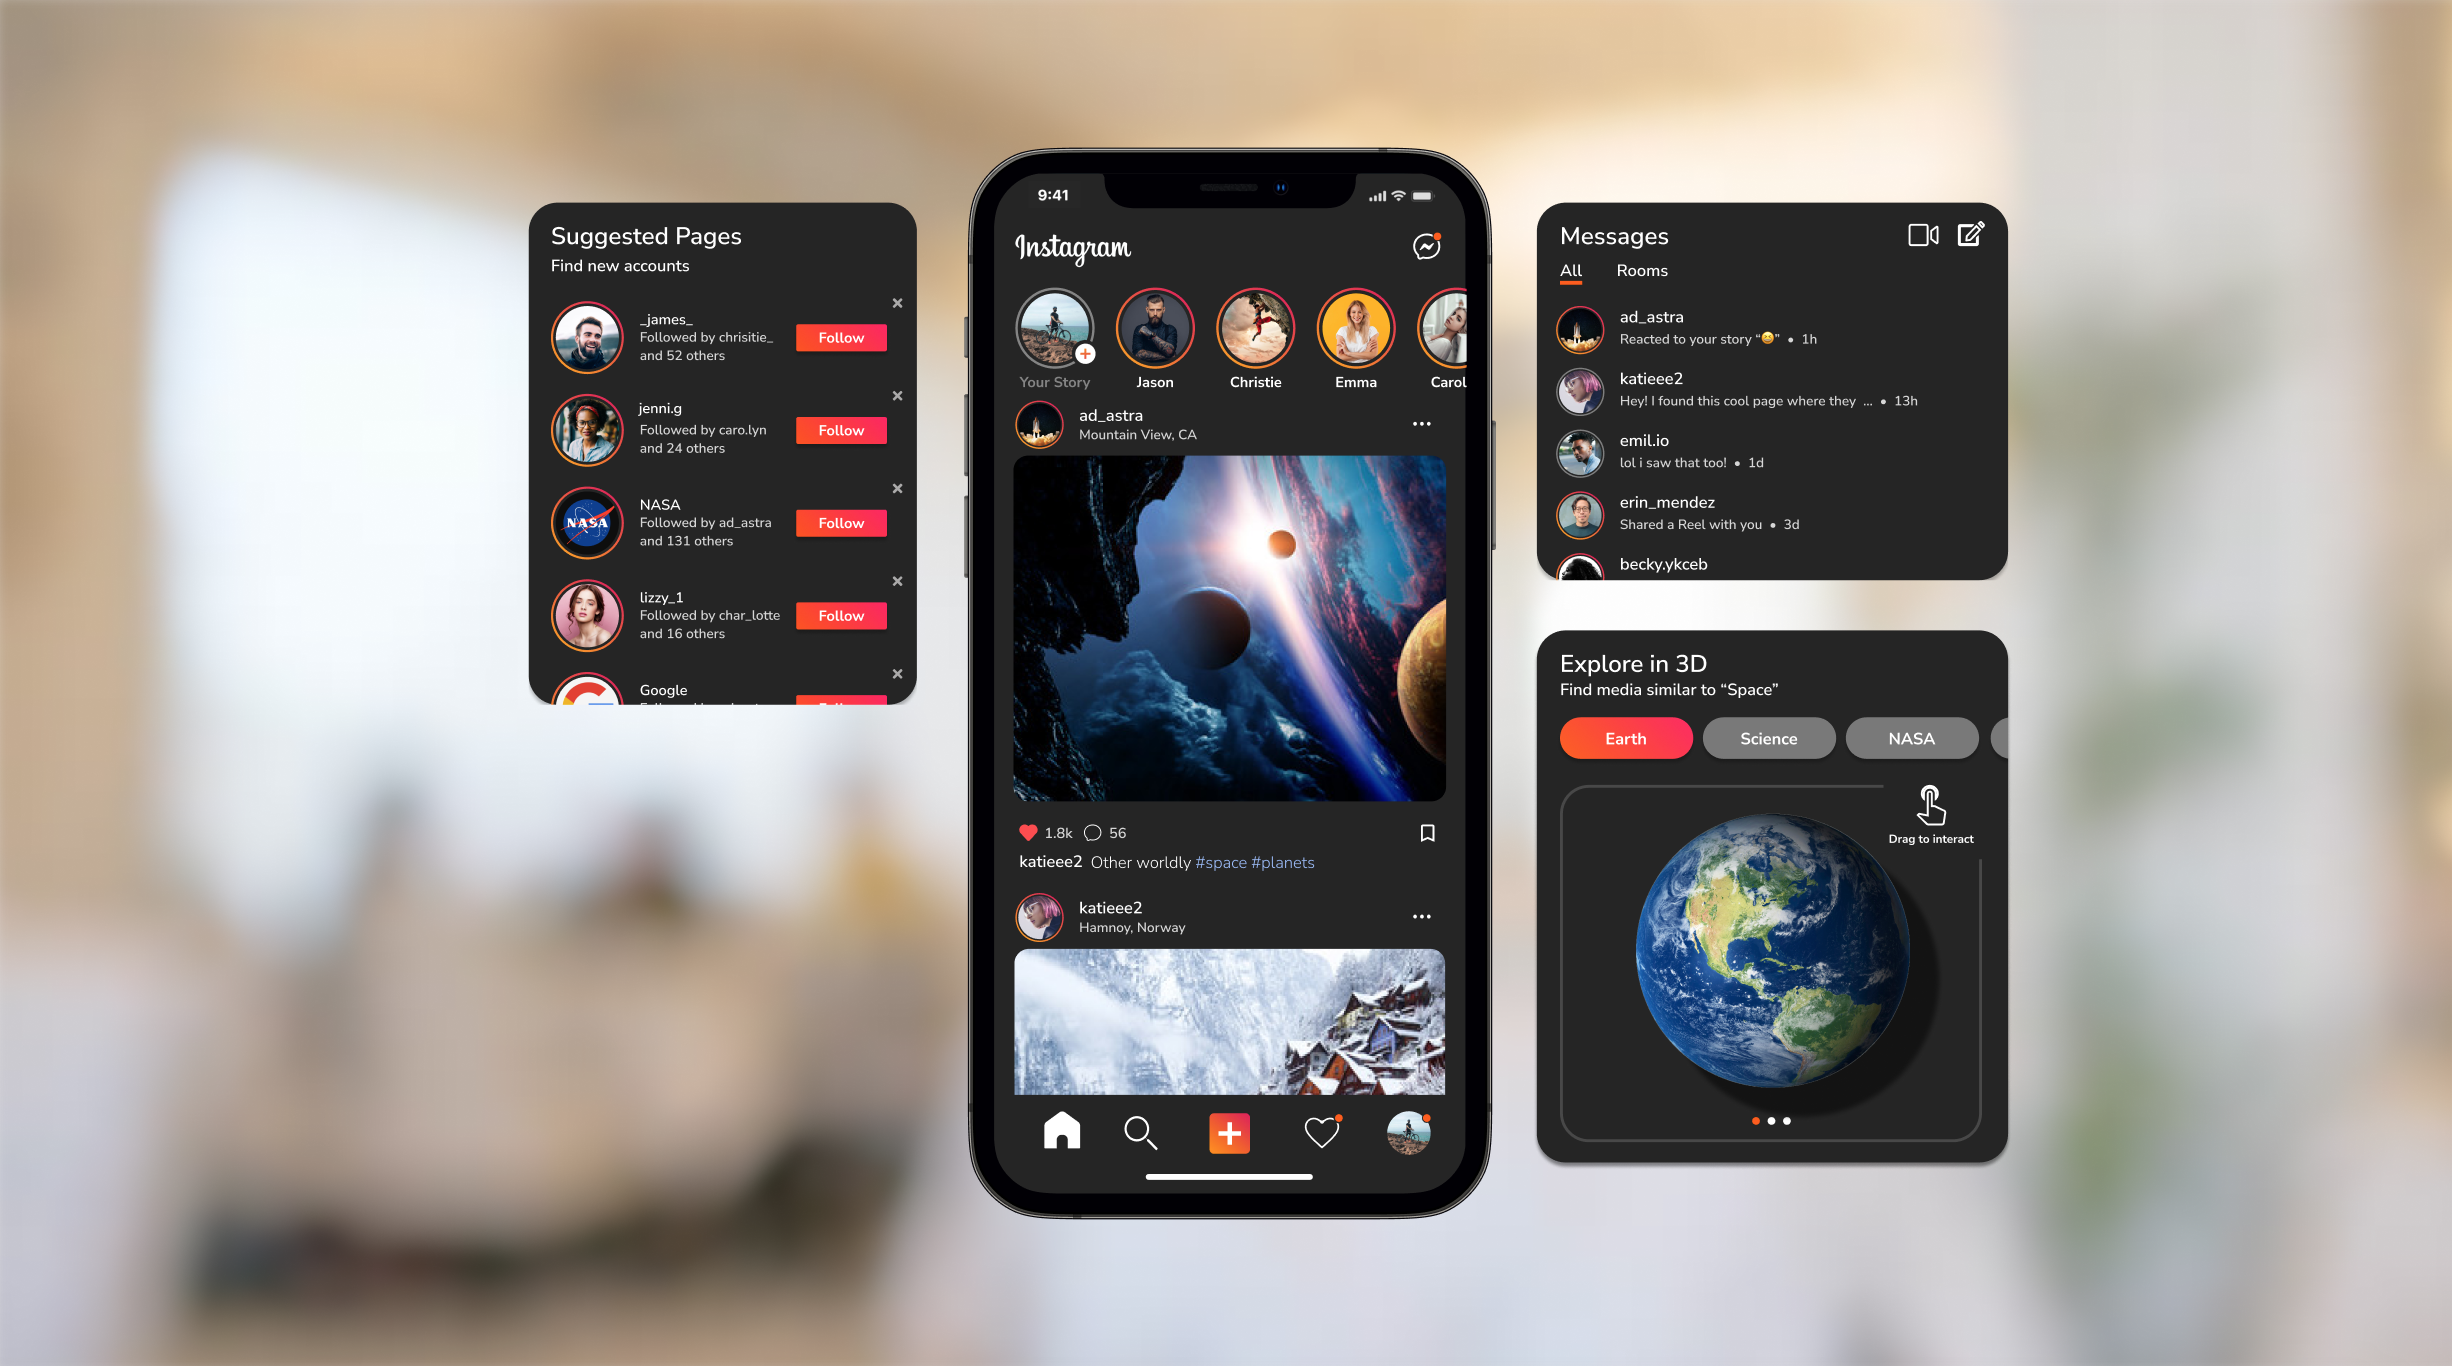 Suggested Pages
Find new accounts
_james_
Followed by chrisitie_
and 52 others
Follow
jenni.g
Followed by caro.lyn
and 24 others
Follow
NASA
NASA
Followed by ad_astra
and 131 others
Follow
lizzy_1
Followed by char_lotte
and 16 others
Follow
Google
9:41
Instagram
Your Story
Jason
Christie
Emma
Carol
ad_astra
Mountain View, CA
1.8k
56
katieee2 Other worldly #space #planets
katieee2
Hamnoy, Norway
Messages
All
Rooms
ad_astra
Reacted to your story “😆” • 1h
katieee2
Hey! I found this cool page where they ... • 13h
emil.io
lol i saw that too! • 1d
erin_mendez
Shared a Reel with you • 3d
becky.ykceb
Explore in 3D
Find media similar to “Space”
Earth
Science
NASA
Drag to interact